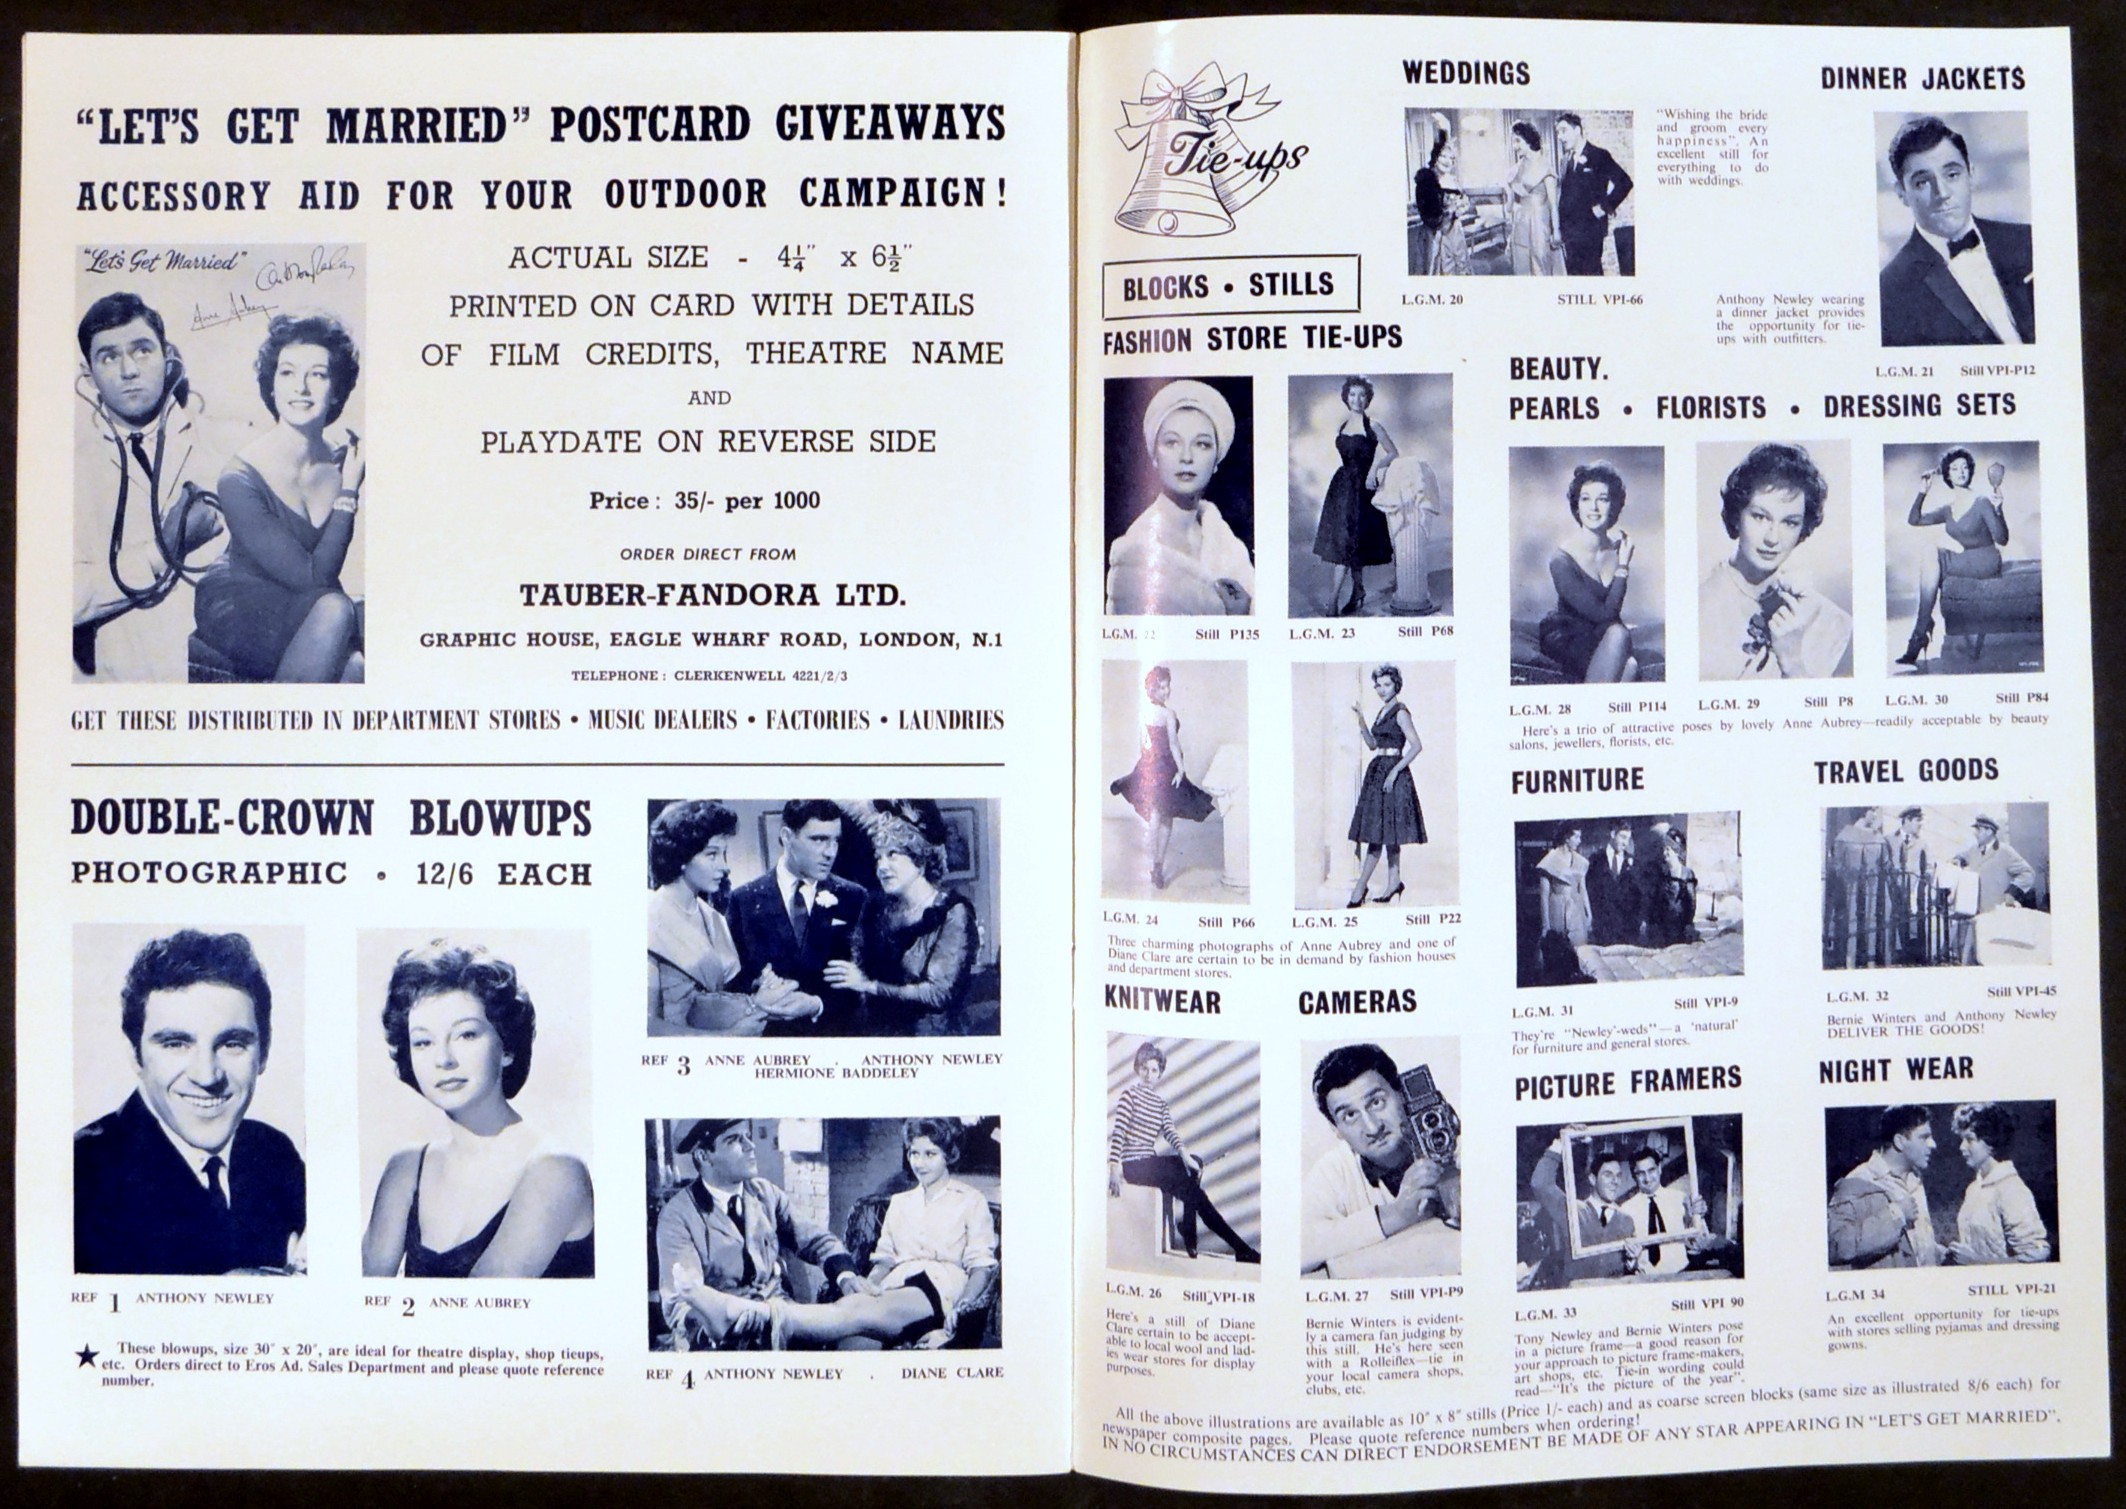 "LET'S GET MARRIED" POSTCARD GIVEAWAYS
ACCESSORY AID FOR YOUR OUTDOOR CAMPAIGN!
"Let's Get Married"
Anne Aubrey
ACTUAL SIZE - 4¼" x 6½"
PRINTED ON CARD WITH DETAILS
OF FILM CREDITS, THEATRE NAME
AND
PLAYDATE ON REVERSE SIDE
Price : 35/- per 1000
ORDER DIRECT FROM
TAUBER-FANDORA LTD.
GRAPHIC HOUSE, EAGLE WHARF ROAD, LONDON, N.1
TELEPHONE : CLERKENWELL 4221/2/3
GET THESE DISTRIBUTED IN DEPARTMENT STORES • MUSIC DEALERS • FACTORIES • LAUNDRIES
DOUBLE-CROWN BLOWUPS
PHOTOGRAPHIC • 12/6 EACH
REF 1 ANTHONY NEWLEY
REF 2 ANNE AUBREY
★ These blowups, size 30" x 20", are ideal for theatre display, shop tieups,
etc. Orders direct to Eros Ad. Sales Department and please quote reference
number.
REF 3 ANNE AUBREY . ANTHONY NEWLEY
HERMIONE BADDELEY
REF 4 ANTHONY NEWLEY . DIANE CLARE
Tie-ups
BLOCKS • STILLS
FASHION STORE TIE-UPS
L.G.M. 22 Still P135
L.G.M. 23 Still P68
L.G.M. 24 Still P66
L.G.M. 25 Still P22
Three charming photographs of Anne Aubrey and one of
Diane Clare are certain to be in demand by fashion houses
and department stores.
KNITWEAR
L.G.M. 26 Still VPI-18
Here's a still of Diane
Clare certain to be accept-
able to local wool and lad-
ies wear stores for display
purposes.
CAMERAS
L.G.M. 27 Still VPI-P9
Bernie Winters is evident-
ly a camera fan judging by
this still. He's here seen
with a Rolleiflex—tie in
your local camera shops,
clubs, etc.
WEDDINGS
"Wishing the bride
and groom every
happiness". An
excellent still for
everything to do
with weddings.
L.G.M. 20 STILL VPI-66
DINNER JACKETS
Anthony Newley wearing
a dinner jacket provides
the opportunity for tie-
ups with outfitters.
L.G.M. 21 Still VPI-P12
BEAUTY.
PEARLS • FLORISTS • DRESSING SETS
L.G.M. 28 Still P114
L.G.M. 29 Still P8
L.G.M. 30 Still P84
Here's a trio of attractive poses by lovely Anne Aubrey—readily acceptable by beauty
salons, jewellers, florists, etc.
FURNITURE
L.G.M. 31 Still VPI-9
They're "Newley'-weds"—a 'natural'
for furniture and general stores.
TRAVEL GOODS
L.G.M. 32 Still VPI-45
Bernie Winters and Anthony Newley
DELIVER THE GOODS!
PICTURE FRAMERS
L.G.M. 33 Still VPI 90
Tony Newley and Bernie Winters pose
in a picture frame—a good reason for
your approach to picture frame-makers,
art shops, etc. Tie-in wording could
read—"It's the picture of the year".
NIGHT WEAR
L.G.M 34 STILL VPI-21
An excellent opportunity for tie-ups
with stores selling pyjamas and dressing
gowns.
All the above illustrations are available as 10" x 8" stills (Price 1/- each) and as coarse screen blocks (same size as illustrated 8/6 each) for
newspaper composite pages. Please quote reference numbers when ordering!
IN NO CIRCUMSTANCES CAN DIRECT ENDORSEMENT BE MADE OF ANY STAR APPEARING IN "LET'S GET MARRIED".